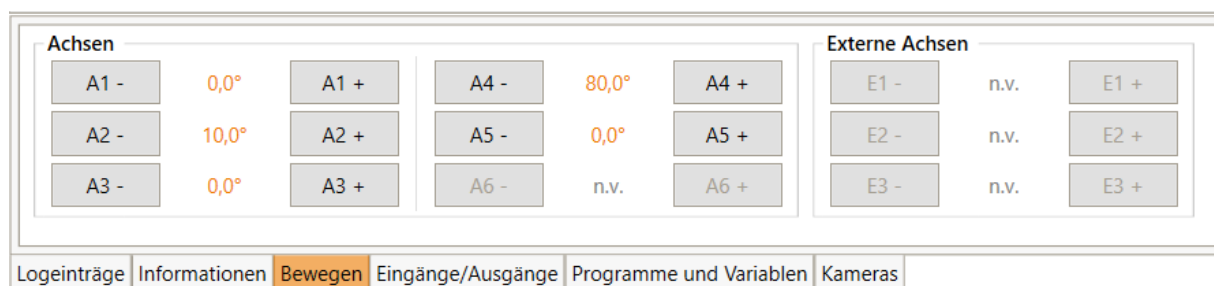 Achsen Externe Achsen
A1 - 0,0° A1 + A4 - 80,0° A4 + E1 - n.v. E1 +
A2 - 10,0° A2 + A5 - 0,0° A5 + E2 - n.v. E2 +
A3 - 0,0° A3 + A6 - n.v. A6 + E3 - n.v. E3 +
Logeinträge Informationen Bewegen Eingänge/Ausgänge Programme und Variablen Kameras